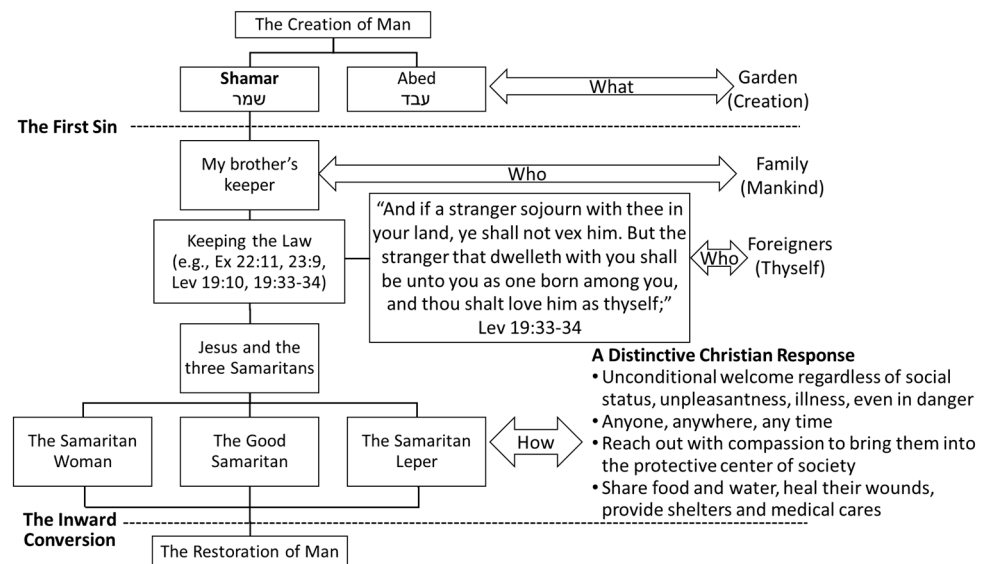 The Creation of Man
Shamar
שמר
Abed
עבד
What
Garden
(Creation)
The First Sin
My brother's
keeper
Who
Family
(Mankind)
Keeping the Law
(e.g., Ex 22:11, 23:9,
Lev 19:10, 19:33-34)
“And if a stranger sojourn with thee in
your land, ye shall not vex him. But the
stranger that dwelleth with you shall
be unto you as one born among you,
and thou shalt love him as thyself;”
Lev 19:33-34
Who
Foreigners
(Thyself)
Jesus and the
three Samaritans
The Samaritan
Woman
The Good
Samaritan
The Samaritan
Leper
How
A Distinctive Christian Response
• Unconditional welcome regardless of social
status, unpleasantness, illness, even in danger
• Anyone, anywhere, any time
• Reach out with compassion to bring them into
the protective center of society
• Share food and water, heal their wounds,
provide shelters and medical cares
The Inward
Conversion
The Restoration of Man